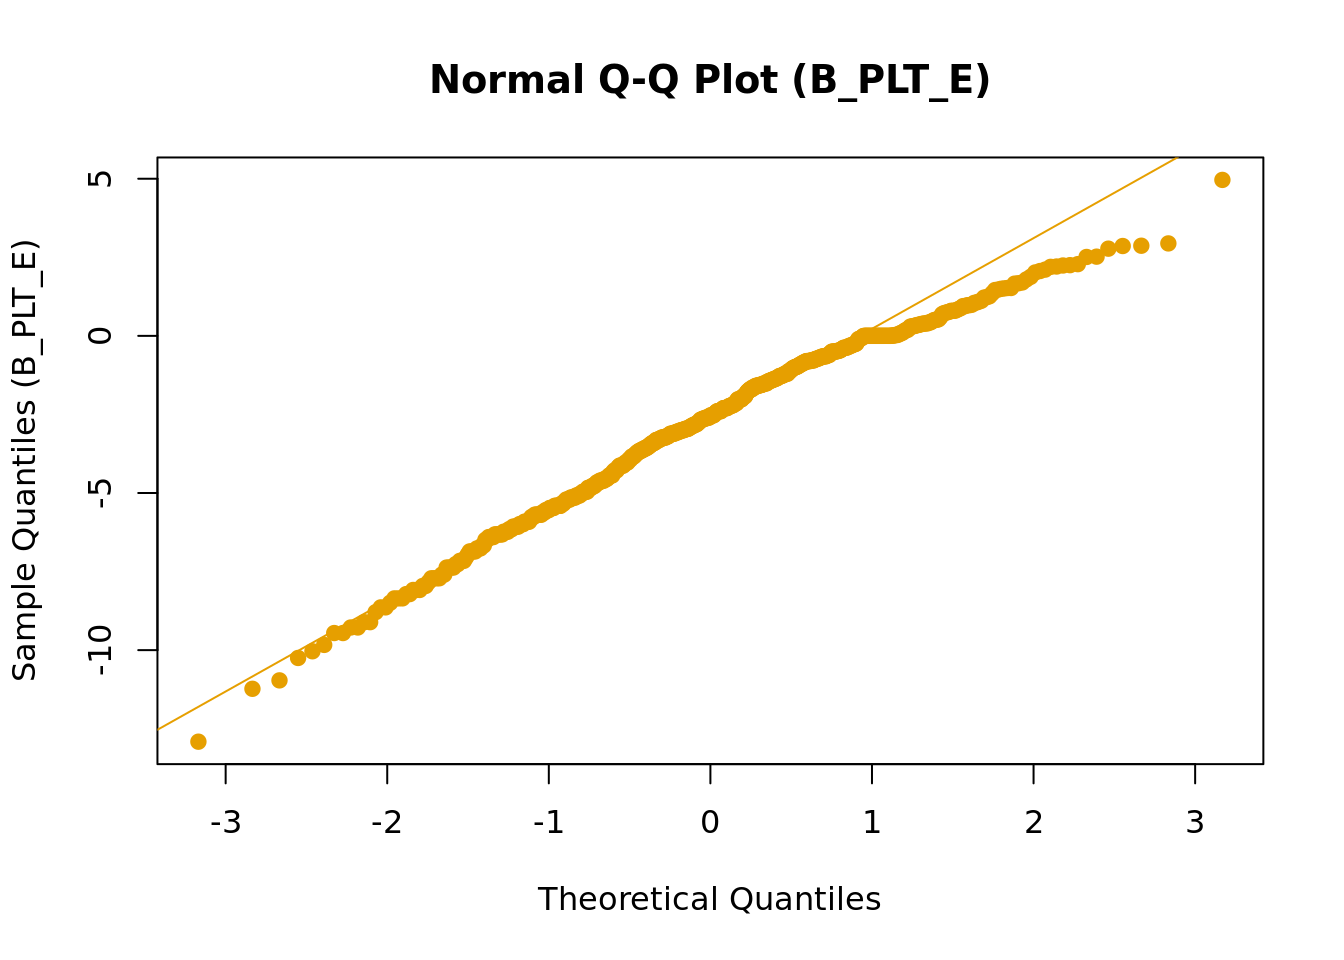 Normal Q-Q Plot (B_PLT_E)
Sample Quantiles (B_PLT_E)
5
0
-5
-10
-3 -2 -1 0 1 2 3
Theoretical Quantiles